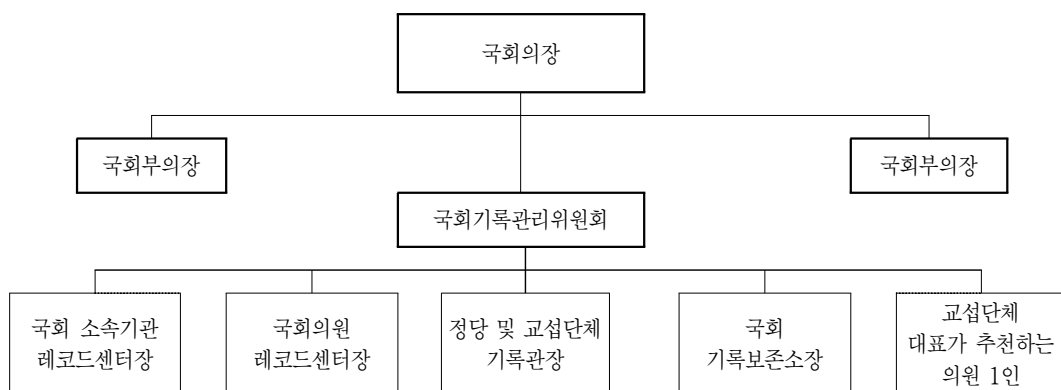 국회의장
국회부의장
국회부의장
국회기록관리위원회
국회 소속기관
레코드센터장
국회의원
레코드센터장
정당 및 교섭단체
기록관장
국회
기록보존소장
교섭단체
대표가 추천하는
의원 1인